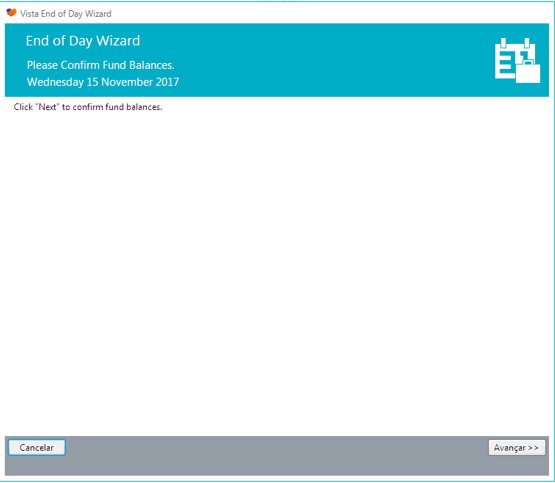 Vista End of Day Wizard
End of Day Wizard
Please Confirm Fund Balances.
Wednesday 15 November 2017
Click "Next" to confirm fund balances.
Cancelar
Avançar >>